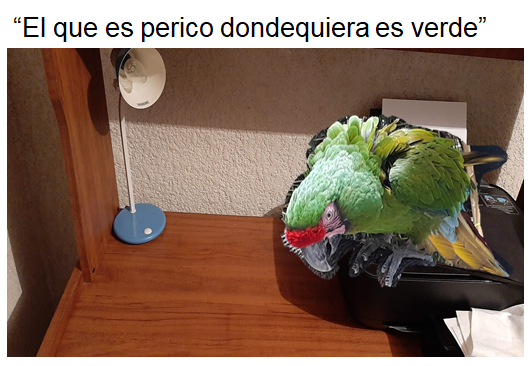 “El que es perico dondequiera es verde”